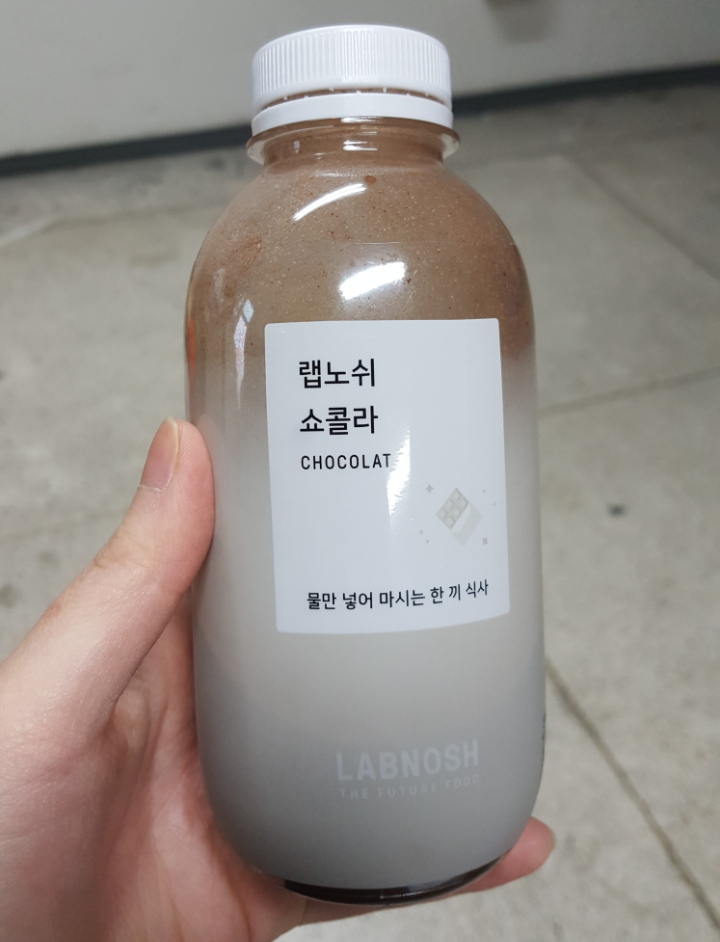 랩노쉬
쇼콜라
CHOCOLAT
물만 넣어 마시는 한 끼 식사
LABNOSH
THE FUTURE FOOD